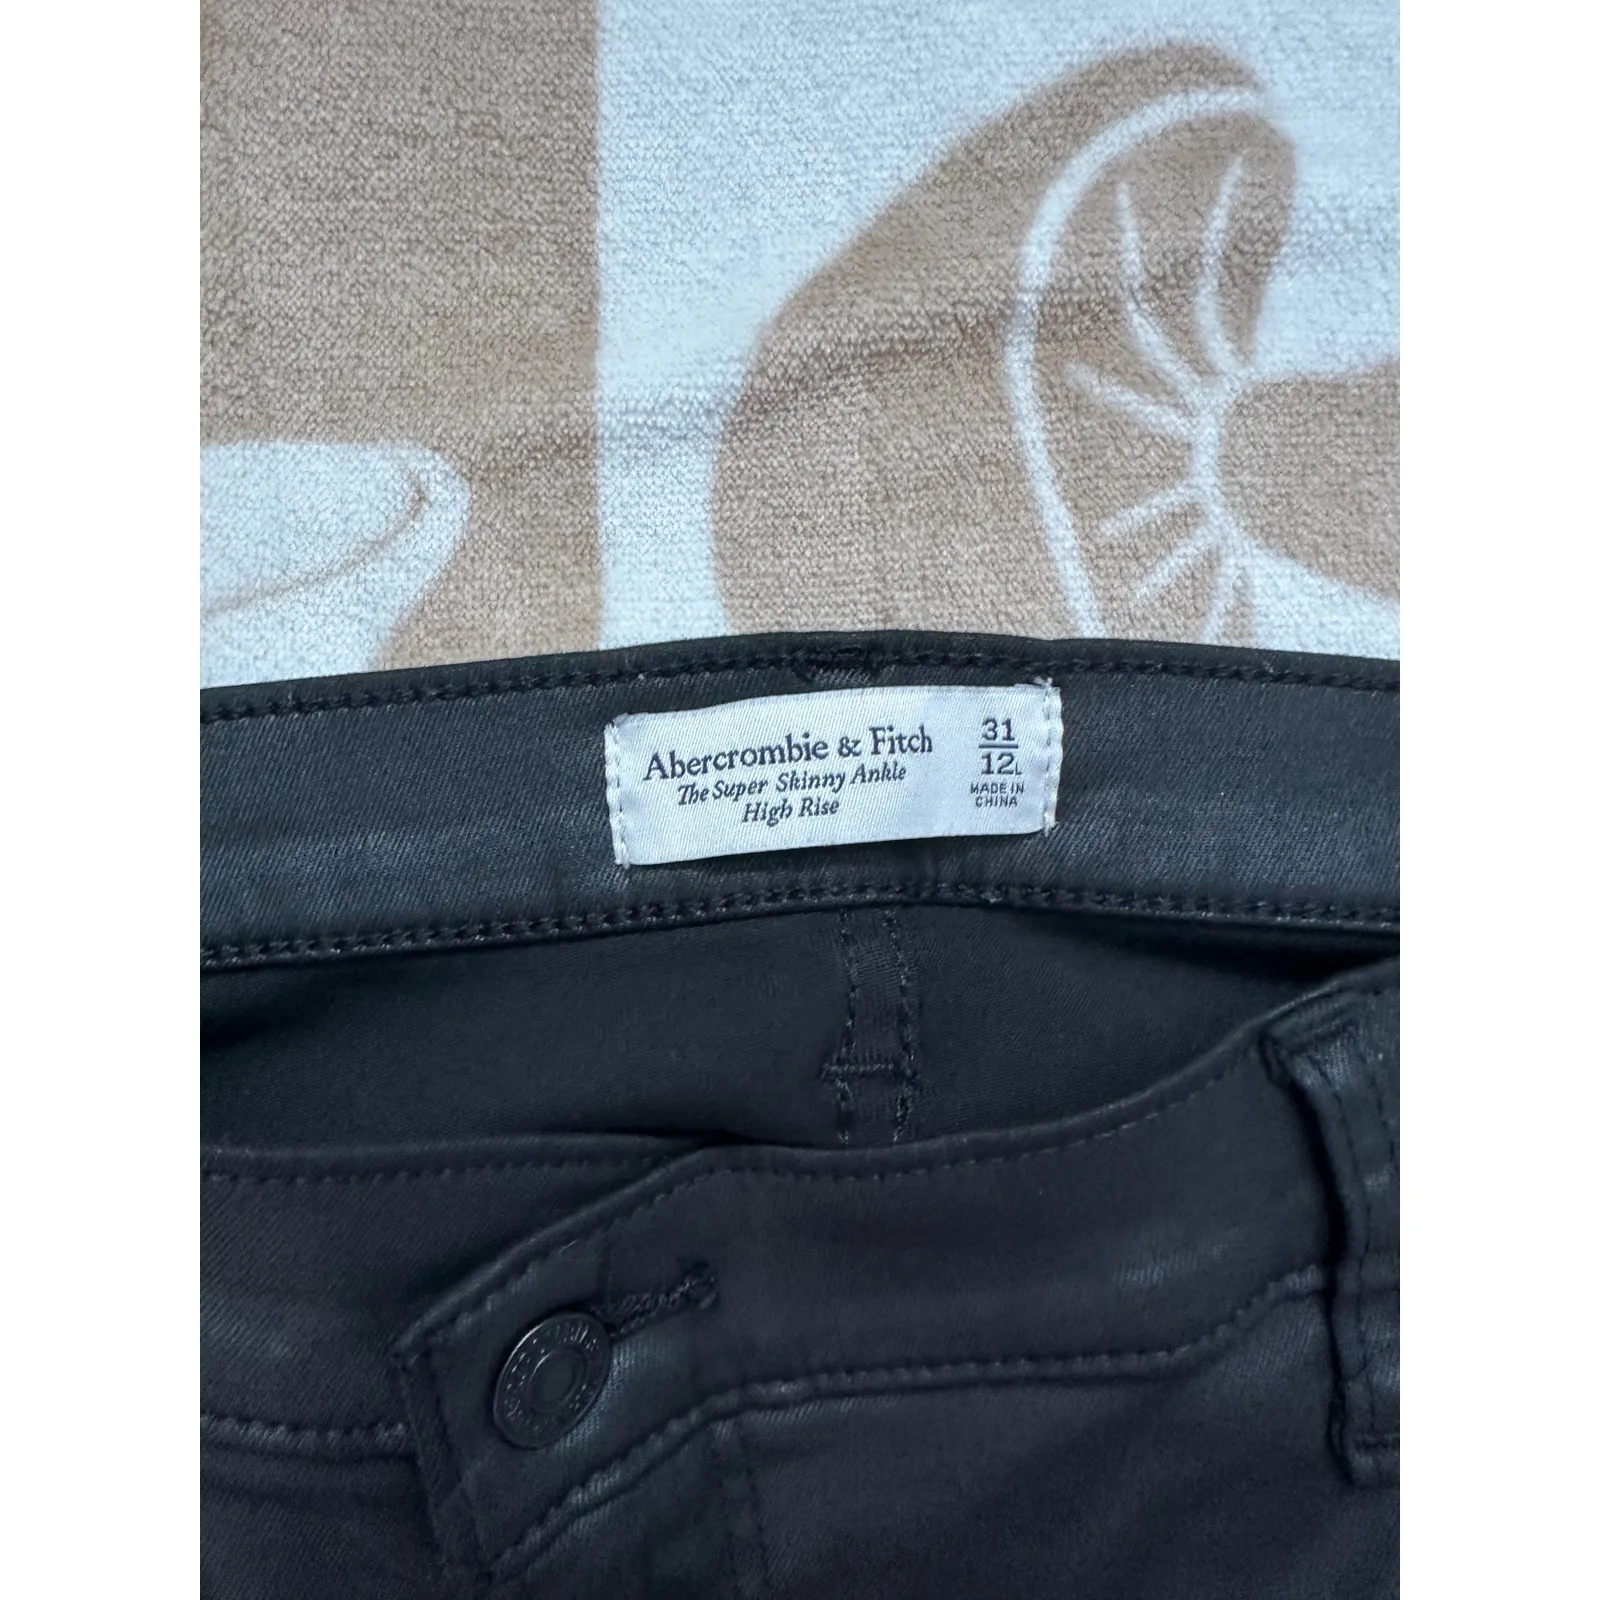 Abercrombie & Fitch
The Super Skinny Ankle
High Rise
31
12L
MADE IN
CHINA